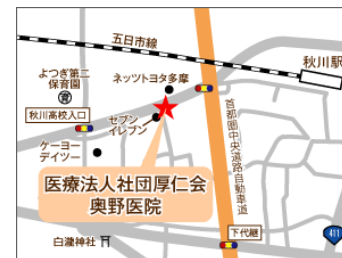 五日市線
秋川駅
よつぎ第二
保育園
ネッツトヨタ多摩
秋川高校入口
セブン
イレブン
ケーヨー
デイツー
首都圏中央道路自動車道
医療法人社団厚仁会
奥野医院
白瀧神社
下代継
411